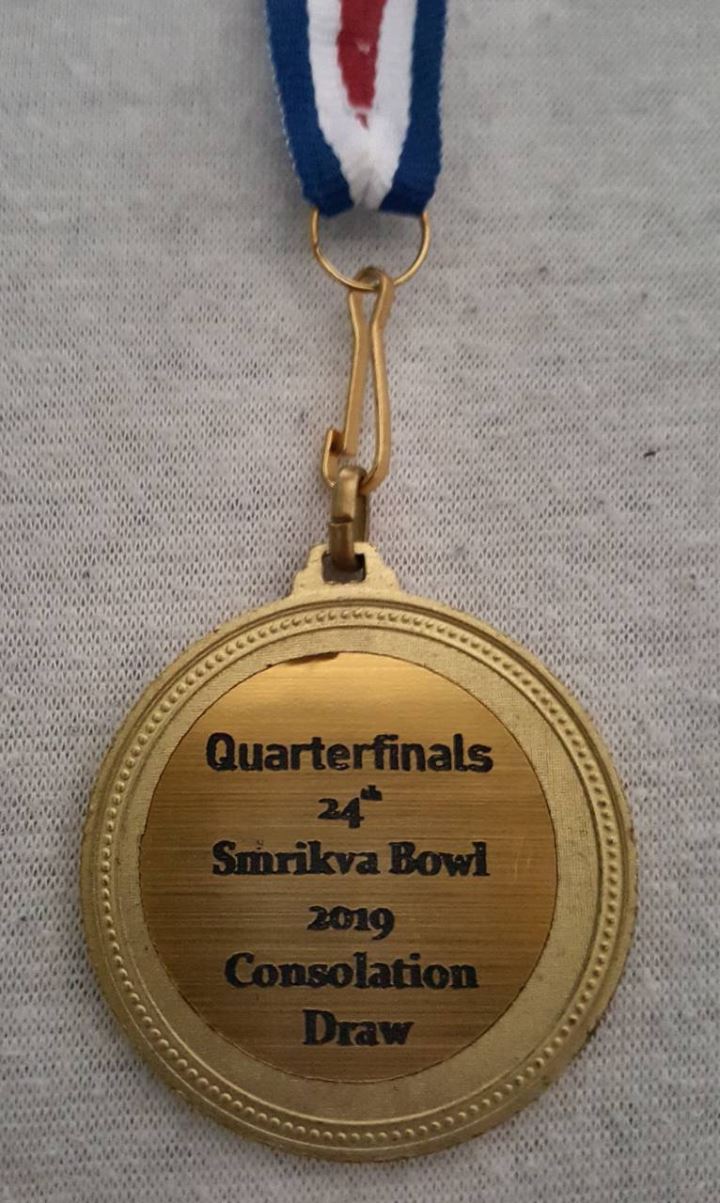 Quarterfinals
24th
Smrikva Bowl
2019
Consolation
Draw